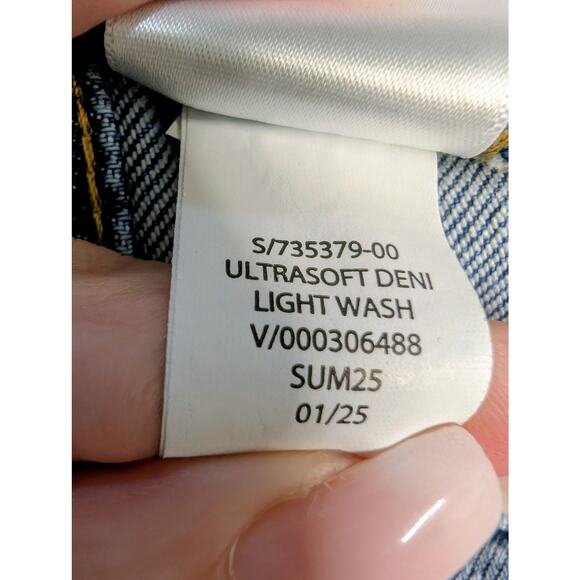 S/735379-00
ULTRASOFT DENI
LIGHT WASH
V/000306488
SUM25
01/25